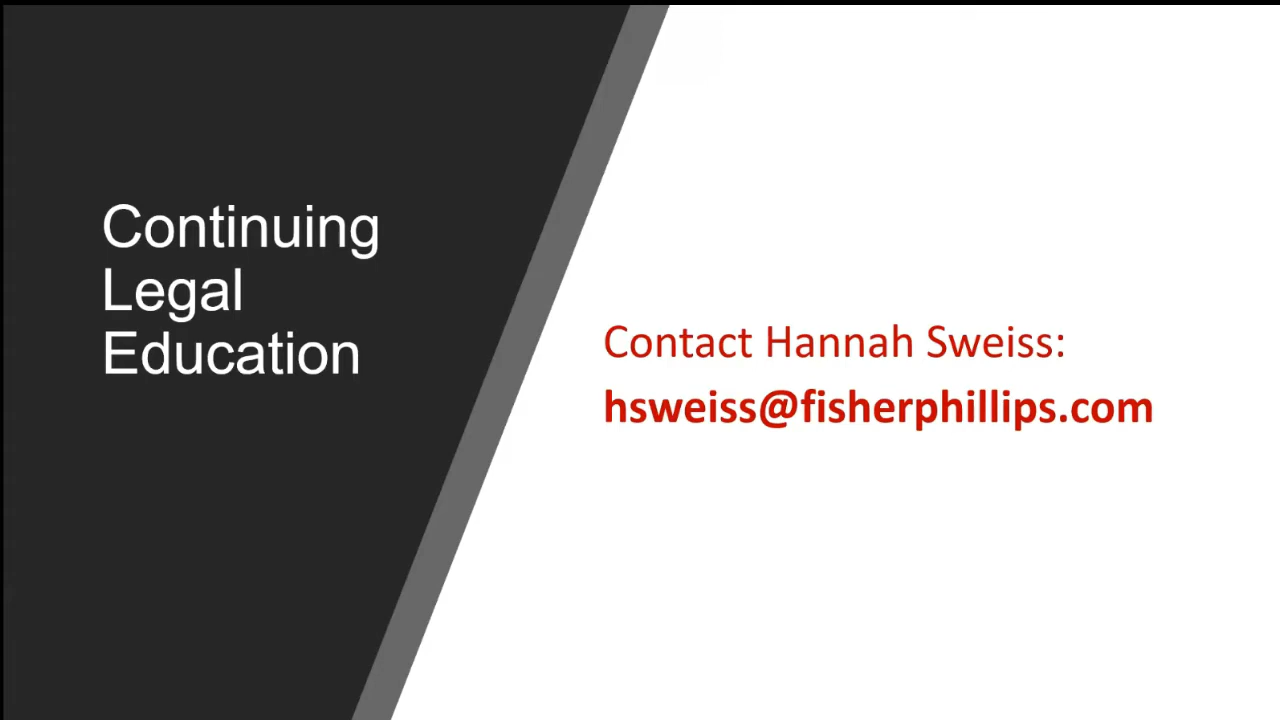 Continuing
Legal
Education
Contact Hannah Sweiss:
hsweiss@fisherphillips.com